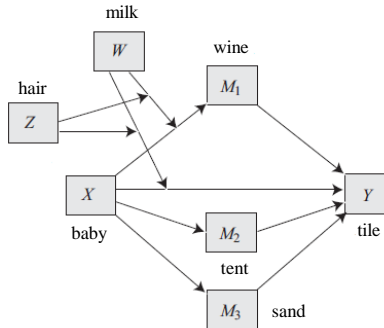 milk
W
wine
M1
hair
Z
X
baby
Y
tile
M2
tent
M3
sand